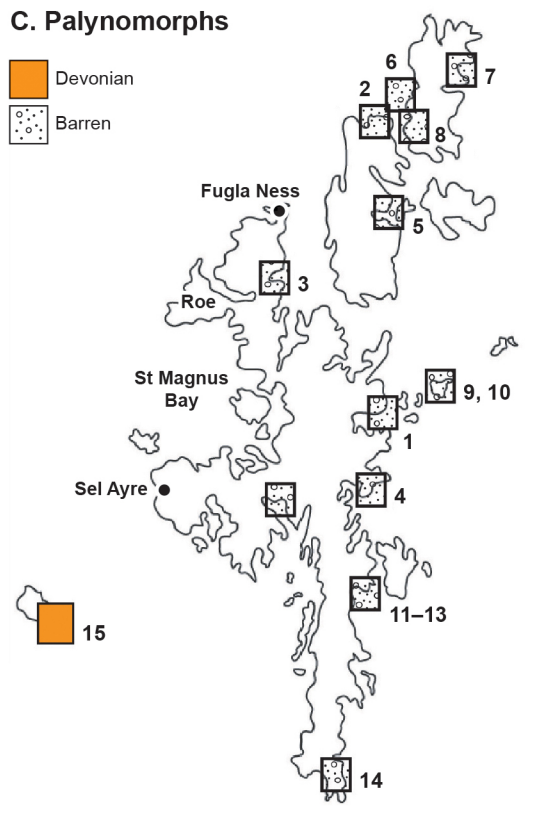 C. Palynomorphs
Devonian
Barren
6
7
2
8
Fugla Ness
5
3
Roe
St Magnus
Bay
9, 10
1
Sel Ayre
4
11–13
15
14